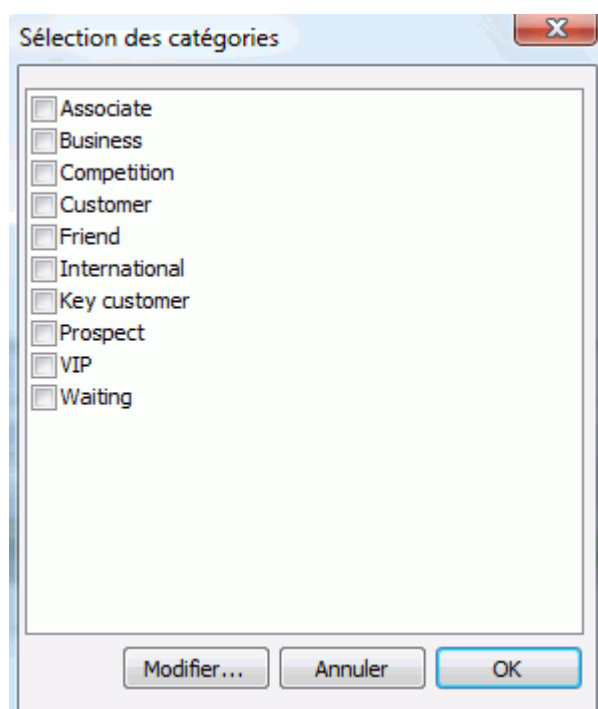 Sélection des catégories
Associate
Business
Competition
Customer
Friend
International
Key customer
Prospect
VIP
Waiting
Modifier... Annuler OK